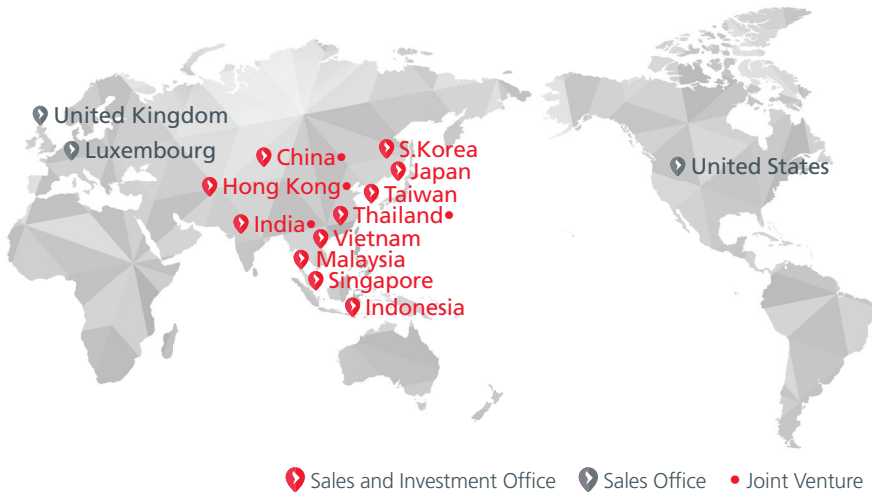 United Kingdom
Luxembourg
China•
S.Korea
Japan
Hong Kong•
Taiwan
United States
India•
Thailand•
Vietnam
Malaysia
Singapore
Indonesia
Sales and Investment Office Sales Office • Joint Venture